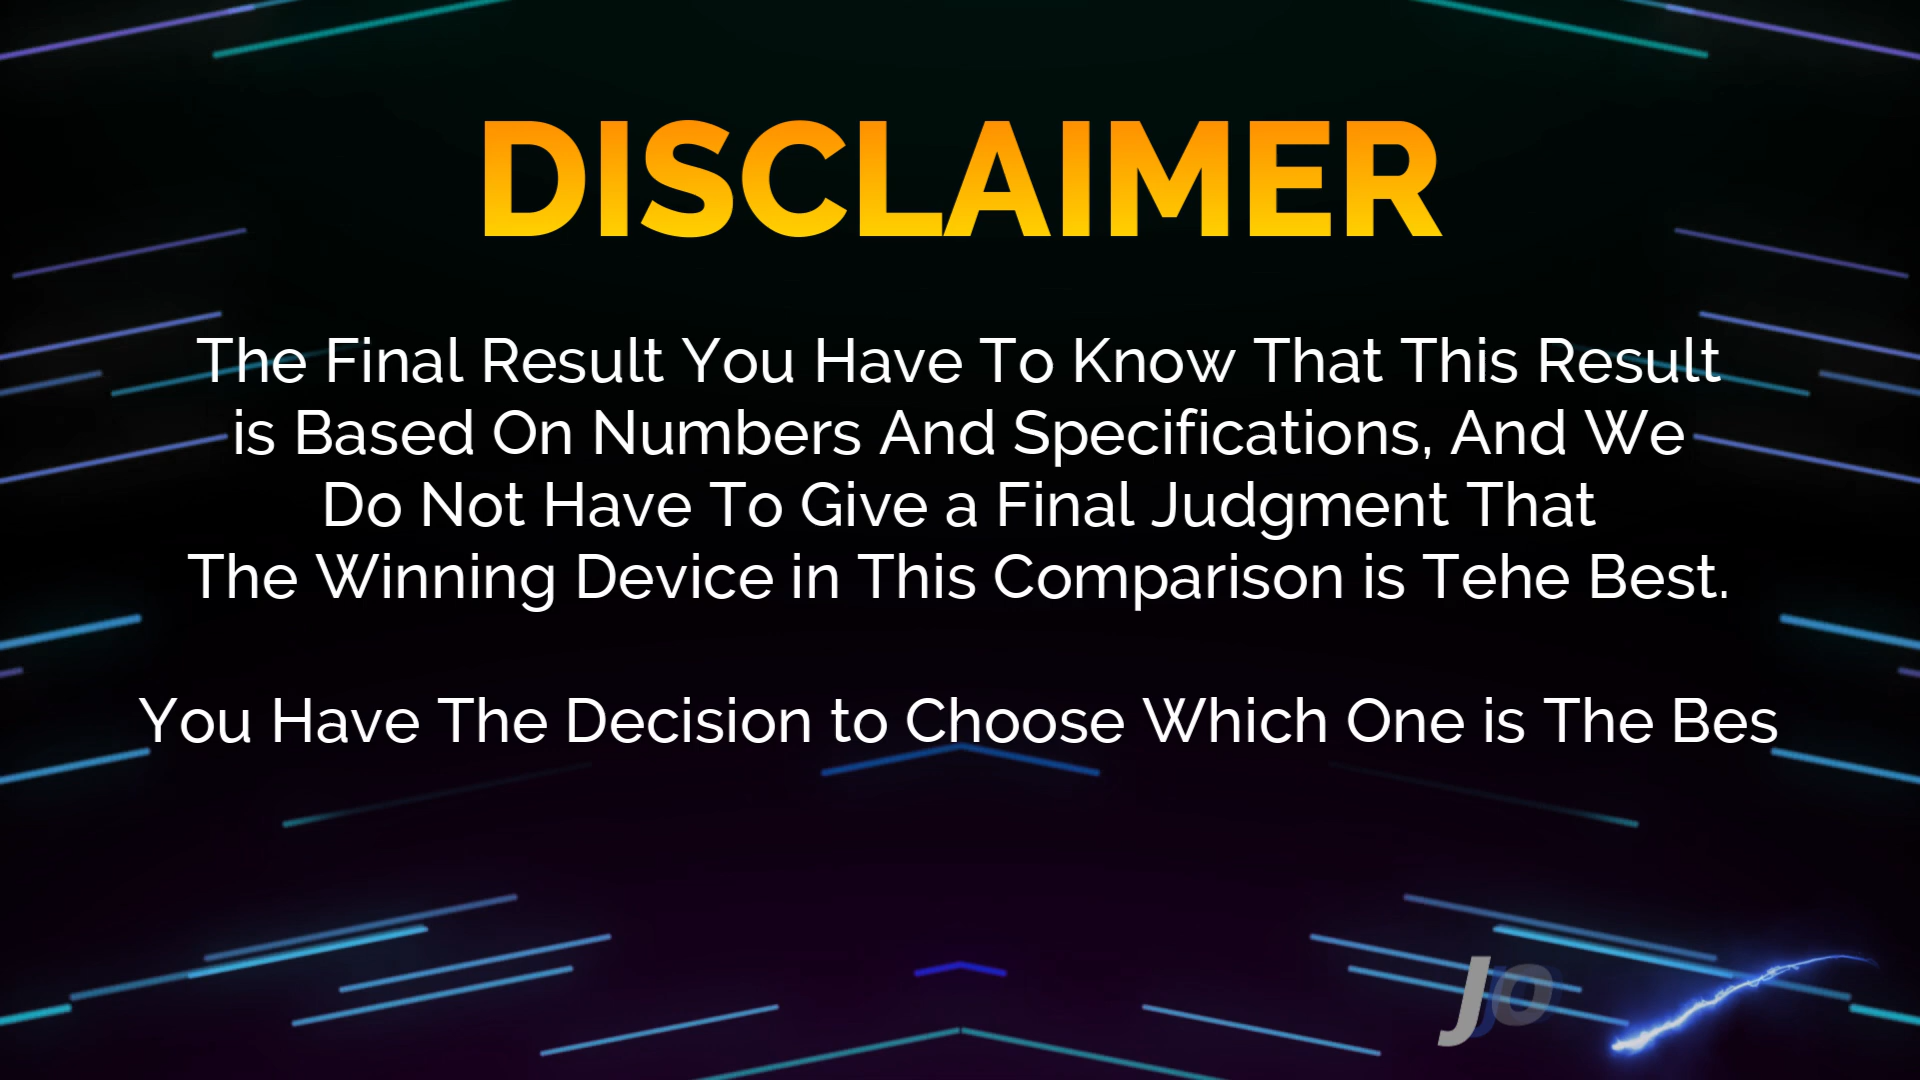 DISCLAIMER
The Final Result You Have To Know That This Result
is Based On Numbers And Specifications, And We
Do Not Have To Give a Final Judgment That
The Winning Device in This Comparison is Tehe Best.
You Have The Decision to Choose Which One is The Bes
JO